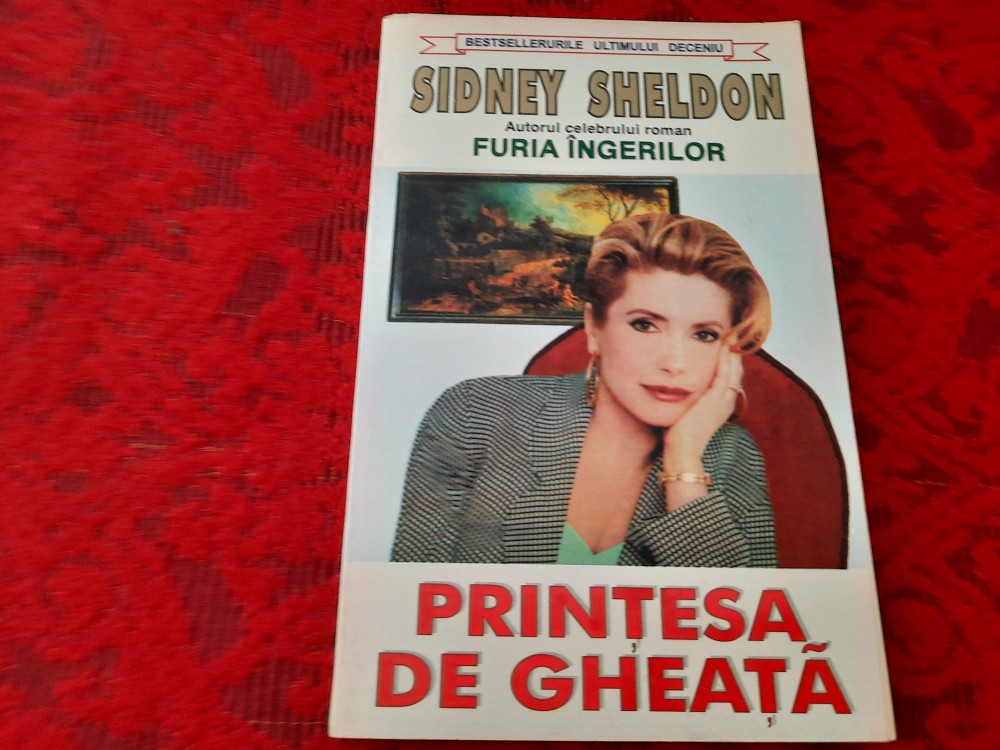 BESTSELLERURILE ULTIMULUI DECENIU
SIDNEY SHELDON
Autorul celebrului roman
FURIA ÎNGERILOR
PRINȚESA
DE GHEAȚĂ